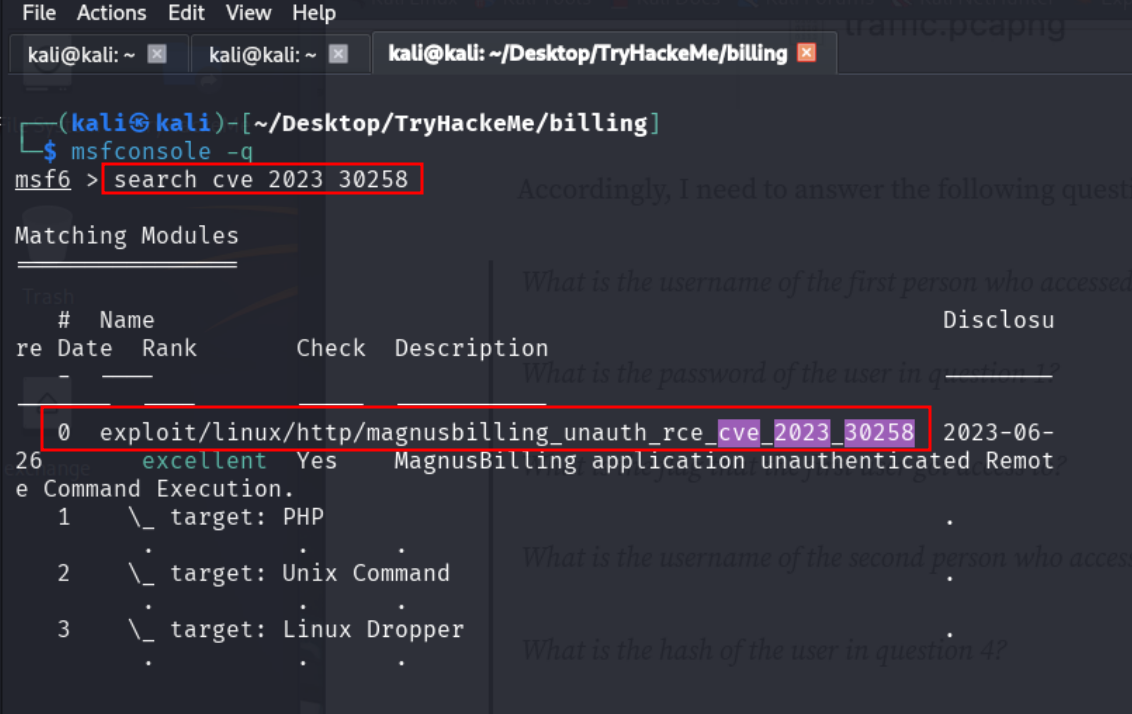 File Actions Edit View Help
traffic.pcapng
kali@kali: ~ kali@kali: ~ kali@kali: ~/Desktop/TryHackeMe/billing
(kali㉿kali)-[~/Desktop/TryHackeMe/billing]
$ msfconsole -q
msf6 > search cve 2023 30258
Accordingly, I need to answer the following quest
Matching Modules
What is the username of the first person who accessed
Trash
# Name Disclosu
re Date Rank Check Description
What is the password of the user in question 1?
0 exploit/linux/http/magnusbilling_unauth_rce_cve_2023_30258 2023-06-
26 excellent Yes MagnusBilling application unauthenticated Remot
e Command Execution.
1 \_ target: PHP .
. . .
What is the username of the second person who access
2 \_ target: Unix Command .
. . .
3 \_ target: Linux Dropper .
What is the hash of the user in question 4?
. . .